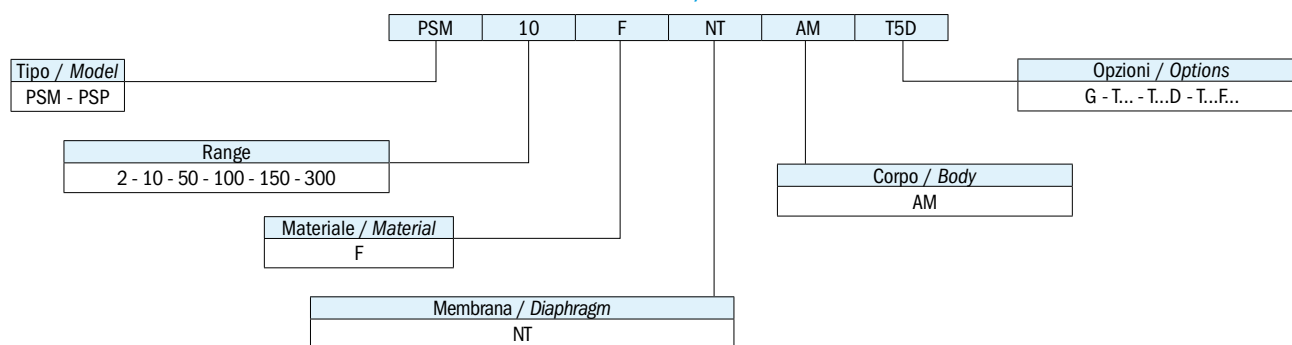 PSM 10 F NT AM T5D
Tipo / Model
PSM - PSP
Opzioni / Options
G - T... - T...D - T...F...
Range
2 - 10 - 50 - 100 - 150 - 300
Corpo / Body
AM
Materiale / Material
F
Membrana / Diaphragm
NT